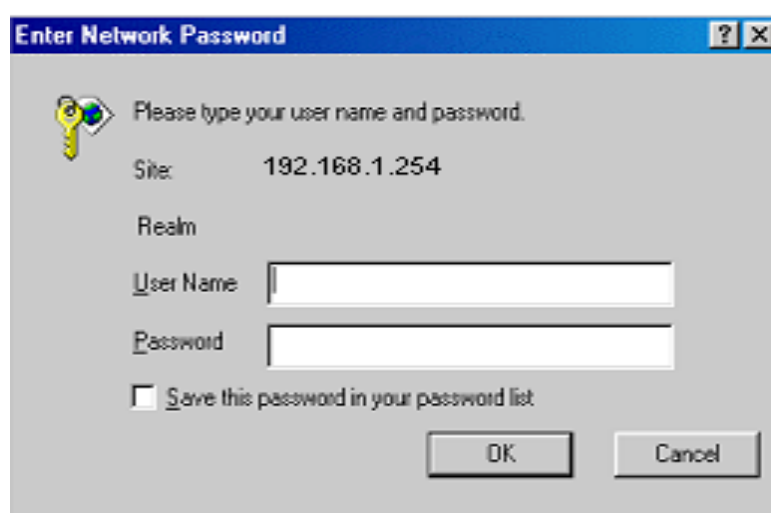 Enter Network Password
Please type your user name and password.
Site: 192.168.1.254
Realm
User Name
Password
Save this password in your password list
OK Cancel